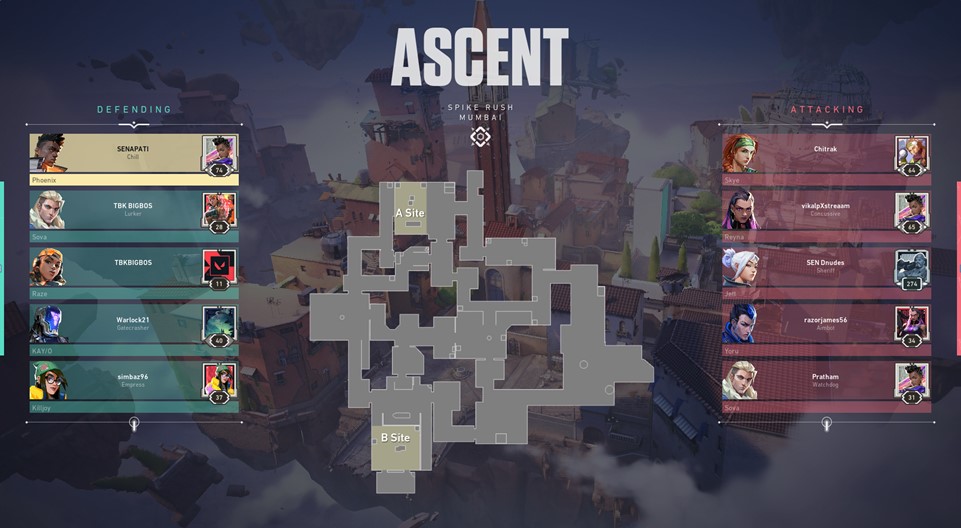 ASCENT
SPIKE RUSH
MUMBAI
DEFENDING
SENAPATI
Chill
74
Phoenix
TBK BIGBOS
Lurker
28
Sova
TBKBIGBOS
11
Raze
Warlock21
Gatecrasher
40
KAY/O
simbaz96
Empress
37
Killjoy
A Site
B Site
ATTACKING
Chitrak
64
Skye
vikalpXstreaam
Concussive
65
Reyna
SEN Dnudes
Sheriff
274
Jett
razorjames56
Aimbot
34
Yoru
Pratham
Watchdog
31
Sova